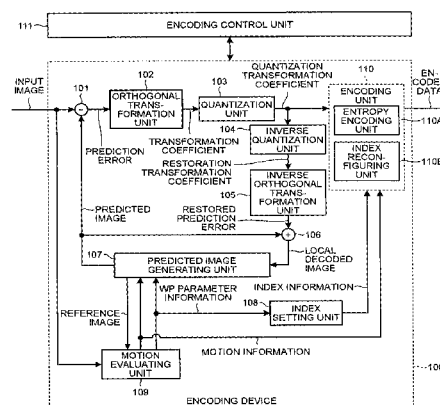 111
ENCODING CONTROL UNIT
INPUT IMAGE
101
102
ORTHOGONAL TRANS-
FORMATION
UNIT
103
QUANTIZATION
UNIT
QUANTIZATION
TRANSFORMATION
COEFFICIENT
110
ENCODING
UNIT
EN-
CODED
DATA
ENTROPY
ENCODING UNIT
110A
INDEX
RECON-
FIGURING
UNIT
110B
PREDICTION
ERROR
TRANSFORMATION
COEFFICIENT
104
INVERSE
QUANTIZATION
UNIT
RESTORATION
TRANSFORMATION
COEFFICIENT
105
INVERSE
ORTHOGONAL
TRANS-
FORMATION
UNIT
PREDICTED
IMAGE
RESTORED
PREDICTION
ERROR
106
107
PREDICTED IMAGE
GENERATING UNIT
LOCAL
DECODED IMAGE
WP PARAMETER
INFORMATION
INDEX INFORMATION
REFERENCE
IMAGE
108
INDEX
SETTING UNIT
MOTION
EVALUATING
UNIT
109
MOTION INFORMATION
ENCODING DEVICE